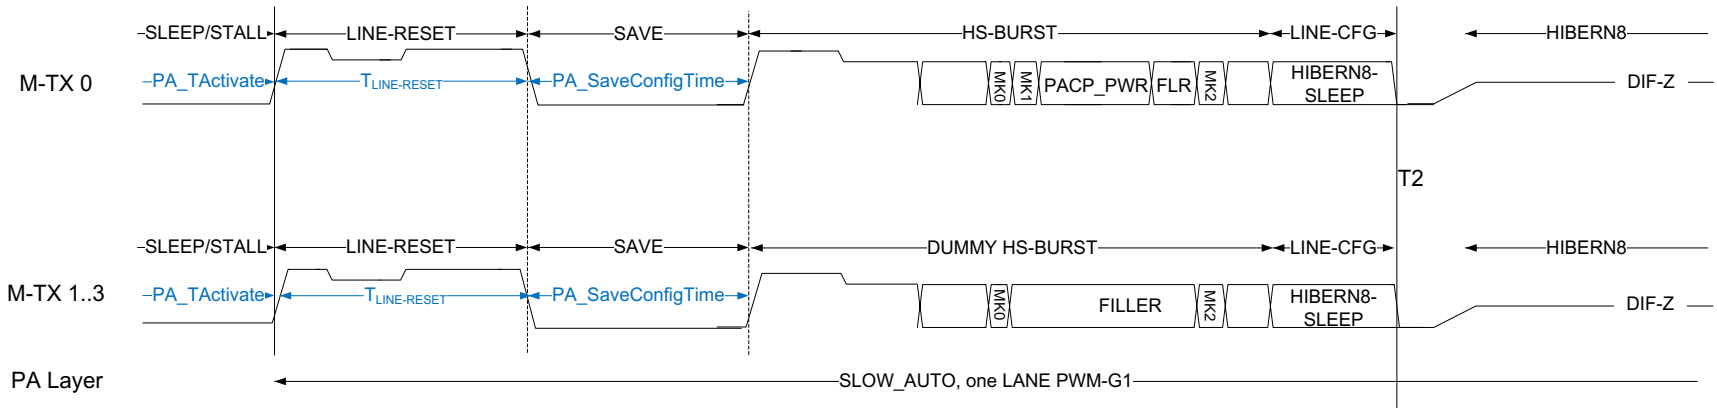 SLEEP/STALL LINE-RESET SAVE HS-BURST LINE-CFG HIBERN8
M-TX 0 PA_TActivate TLINE-RESET PA_SaveConfigTime MK0 MK1 PACP_PWR FLR MK2 HIBERN8-SLEEP DIF-Z
T2
SLEEP/STALL LINE-RESET SAVE DUMMY HS-BURST LINE-CFG HIBERN8
M-TX 1..3 PA_TActivate TLINE-RESET PA_SaveConfigTime MK0 FILLER MK2 HIBERN8-SLEEP DIF-Z
PA Layer SLOW_AUTO, one LANE PWM-G1